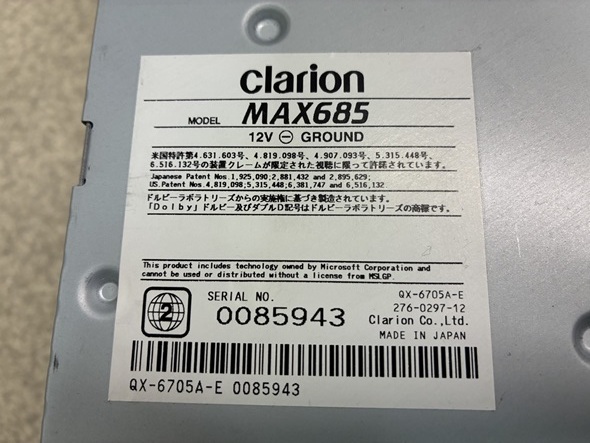 clarion
MODEL MAX685
12V ⊖ GROUND
米国特許第4.631.603号、4.819.098号、4.907.093号、5.315.448号、
6.516.132号の装置クレームが限定された視聴に限って許諾されています。
Japanese Patent Nos.1,925,090;2,881,432 and 2,895,629;
US.Patent Nos.4,819,098;5,315,448;6,381,747 and 6,516,132
ドルビーラボラトリーズからの実施権に基づき製造されています。
「Dolby」ドルビー及びダブルD記号はドルビーラボラトリーズの商標です。
This product includes technology owned by Microsoft Corporation and
cannot be used or distributed without a license from MSLGP.
2
SERIAL NO.
0085943
QX-6705A-E
276-0297-12
Clarion Co.,Ltd.
MADE IN JAPAN
QX-6705A-E 0085943